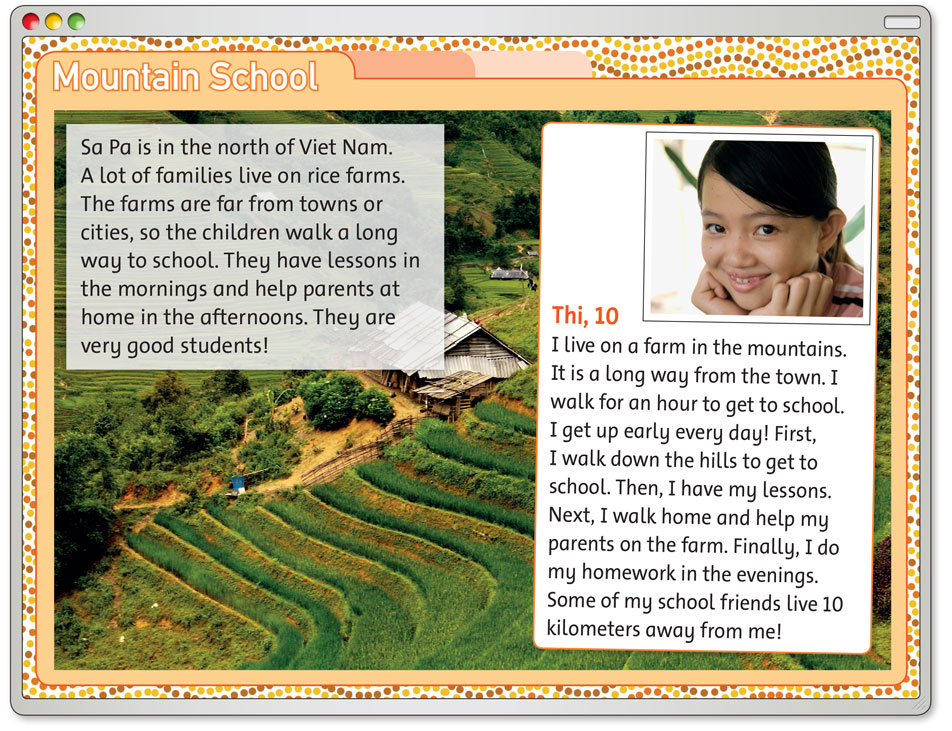 Mountain School
Sa Pa is in the north of Viet Nam.
A lot of families live on rice farms.
The farms are far from towns or
cities, so the children walk a long
way to school. They have lessons in
the mornings and help parents at
home in the afternoons. They are
very good students!
Thi, 10
I live on a farm in the mountains.
It is a long way from the town. I
walk for an hour to get to school.
I get up early every day! First,
I walk down the hills to get to
school. Then, I have my lessons.
Next, I walk home and help my
parents on the farm. Finally, I do
my homework in the evenings.
Some of my school friends live 10
kilometers away from me!